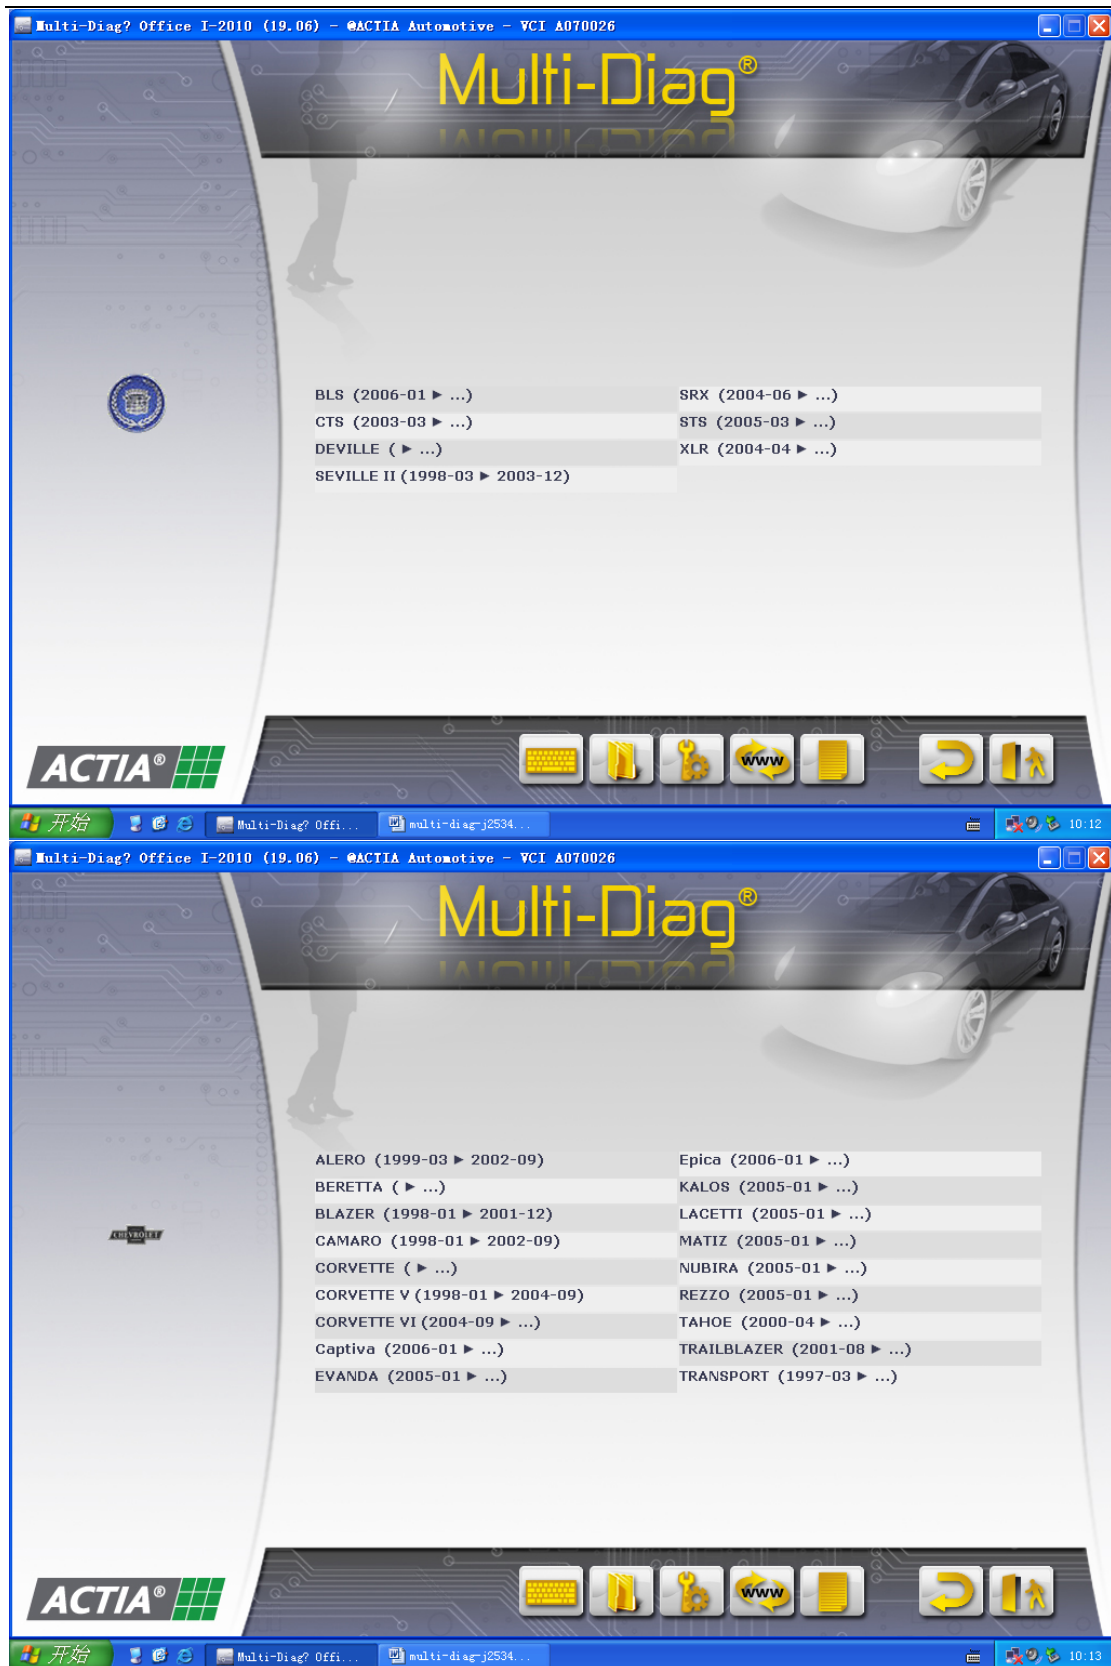 Multi-Diag? Office I-2010 (19.06) - @ACTIA Automotive - VCI A070026
Multi-Diag®
BLS (2006-01 ► ...)
SRX (2004-06 ► ...)
CTS (2003-03 ► ...)
STS (2005-03 ► ...)
DEVILLE ( ► ...)
XLR (2004-04 ► ...)
SEVILLE II (1998-03 ► 2003-12)
ACTIA®
www
开始
Multi-Diag? Offi...
multi-diag-j2534...
10:12
Multi-Diag? Office I-2010 (19.06) - @ACTIA Automotive - VCI A070026
Multi-Diag®
ALERO (1999-03 ► 2002-09)
Epica (2006-01 ► ...)
BERETTA ( ► ...)
KALOS (2005-01 ► ...)
BLAZER (1998-01 ► 2001-12)
LACETTI (2005-01 ► ...)
CHEVROLET
CAMARO (1998-01 ► 2002-09)
MATIZ (2005-01 ► ...)
CORVETTE ( ► ...)
NUBIRA (2005-01 ► ...)
CORVETTE V (1998-01 ► 2004-09)
REZZO (2005-01 ► ...)
CORVETTE VI (2004-09 ► ...)
TAHOE (2000-04 ► ...)
Captiva (2006-01 ► ...)
TRAILBLAZER (2001-08 ► ...)
EVANDA (2005-01 ► ...)
TRANSPORT (1997-03 ► ...)
ACTIA®
www
开始
Multi-Diag? Offi...
multi-diag-j2534...
10:13